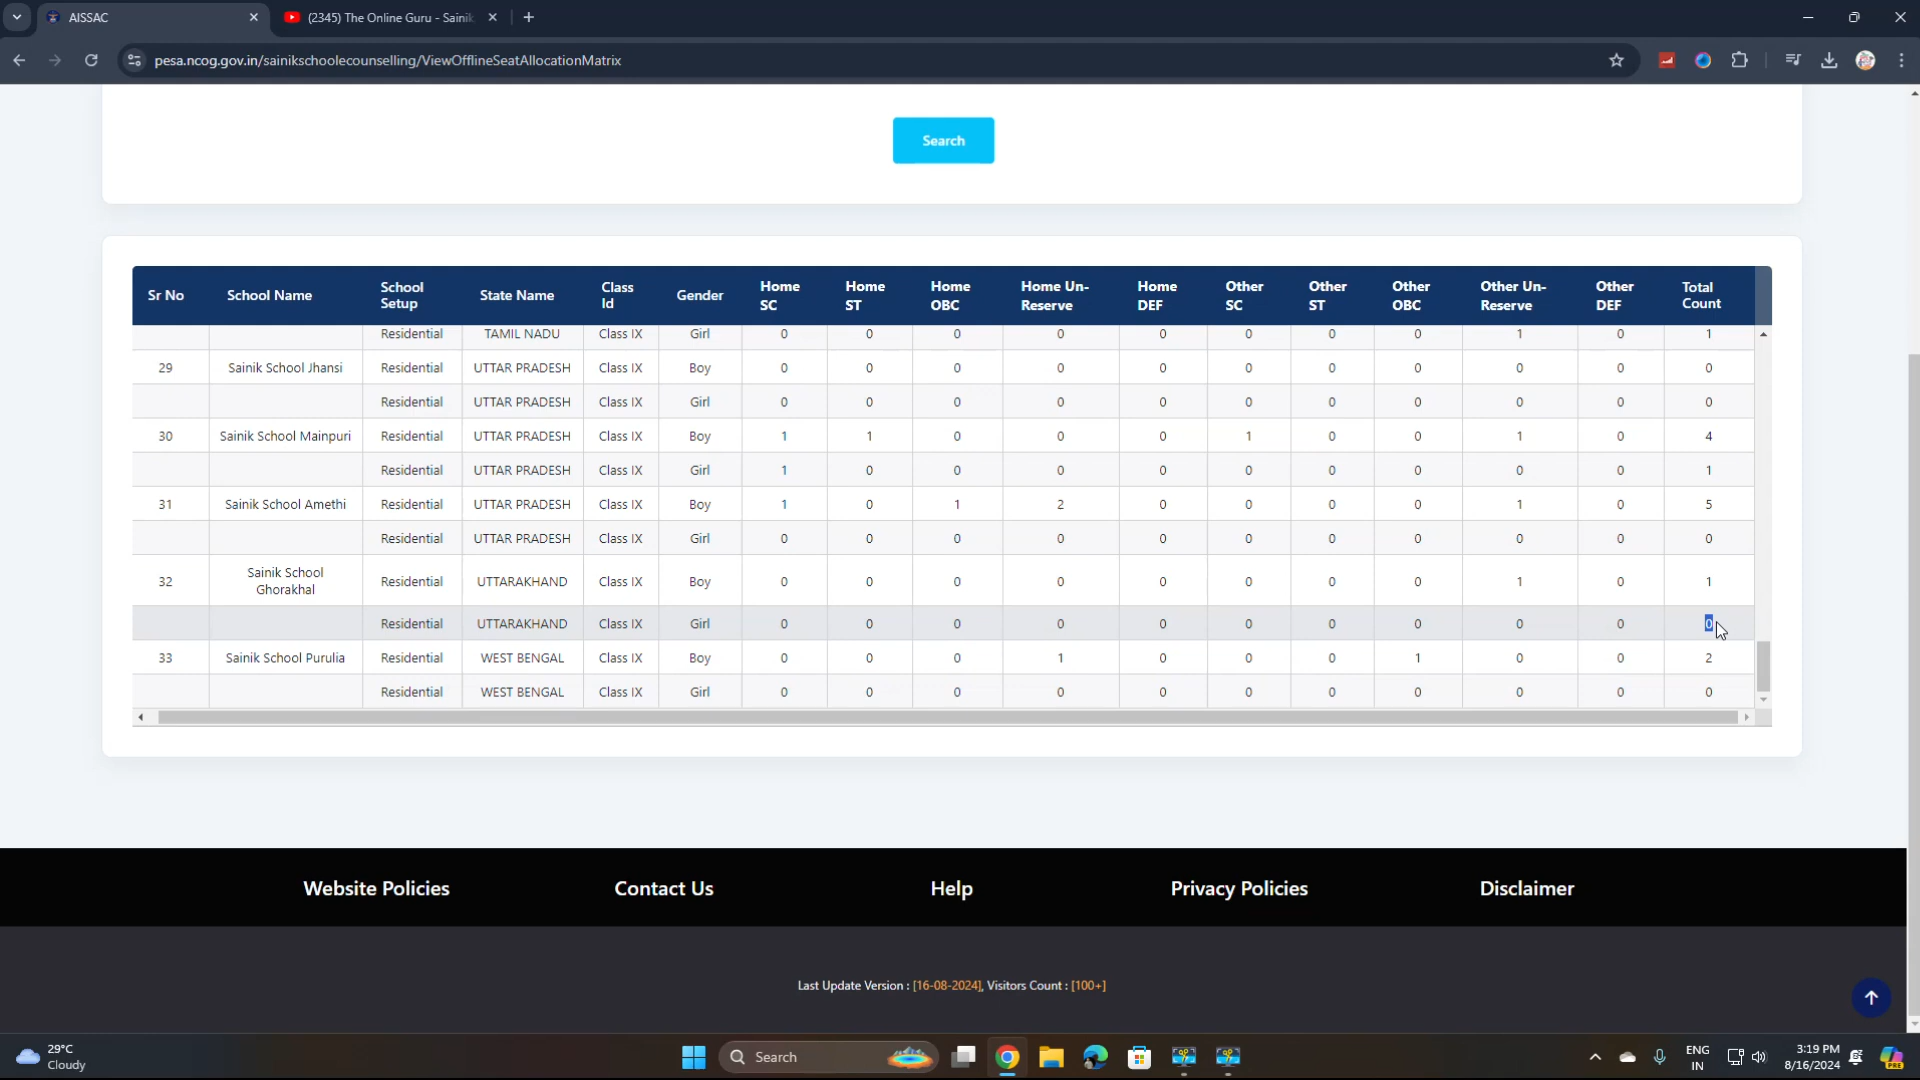 AISSAC
(2345) The Online Guru - Sainik
pesa.ncog.gov.in/sainikschoolecounselling/ViewOfflineSeatAllocationMatrix
Search
Sr No School Name School Setup State Name Class Id Gender Home SC Home ST Home OBC Home Un-Reserve Home DEF Other SC Other ST Other OBC Other Un-Reserve Other DEF Total Count
Residential TAMIL NADU Class IX Girl 0 0 0 0 0 0 0 0 1 0 1
29 Sainik School Jhansi Residential UTTAR PRADESH Class IX Boy 0 0 0 0 0 0 0 0 0 0 0
Residential UTTAR PRADESH Class IX Girl 0 0 0 0 0 0 0 0 0 0 0
30 Sainik School Mainpuri Residential UTTAR PRADESH Class IX Boy 1 1 0 0 0 1 0 0 1 0 4
Residential UTTAR PRADESH Class IX Girl 1 0 0 0 0 0 0 0 0 0 1
31 Sainik School Amethi Residential UTTAR PRADESH Class IX Boy 1 0 1 2 0 0 0 0 1 0 5
Residential UTTAR PRADESH Class IX Girl 0 0 0 0 0 0 0 0 0 0 0
32 Sainik School Ghorakhal Residential UTTARAKHAND Class IX Boy 0 0 0 0 0 0 0 0 1 0 1
Residential UTTARAKHAND Class IX Girl 0 0 0 0 0 0 0 0 0 0 0
33 Sainik School Purulia Residential WEST BENGAL Class IX Boy 0 0 0 1 0 0 0 1 0 0 2
Residential WEST BENGAL Class IX Girl 0 0 0 0 0 0 0 0 0 0 0
Website Policies Contact Us Help Privacy Policies Disclaimer
Last Update Version : [16-08-2024], Visitors Count : [100+]
29°C
Cloudy
Search
ENG
IN
3:19 PM
8/16/2024
PRE